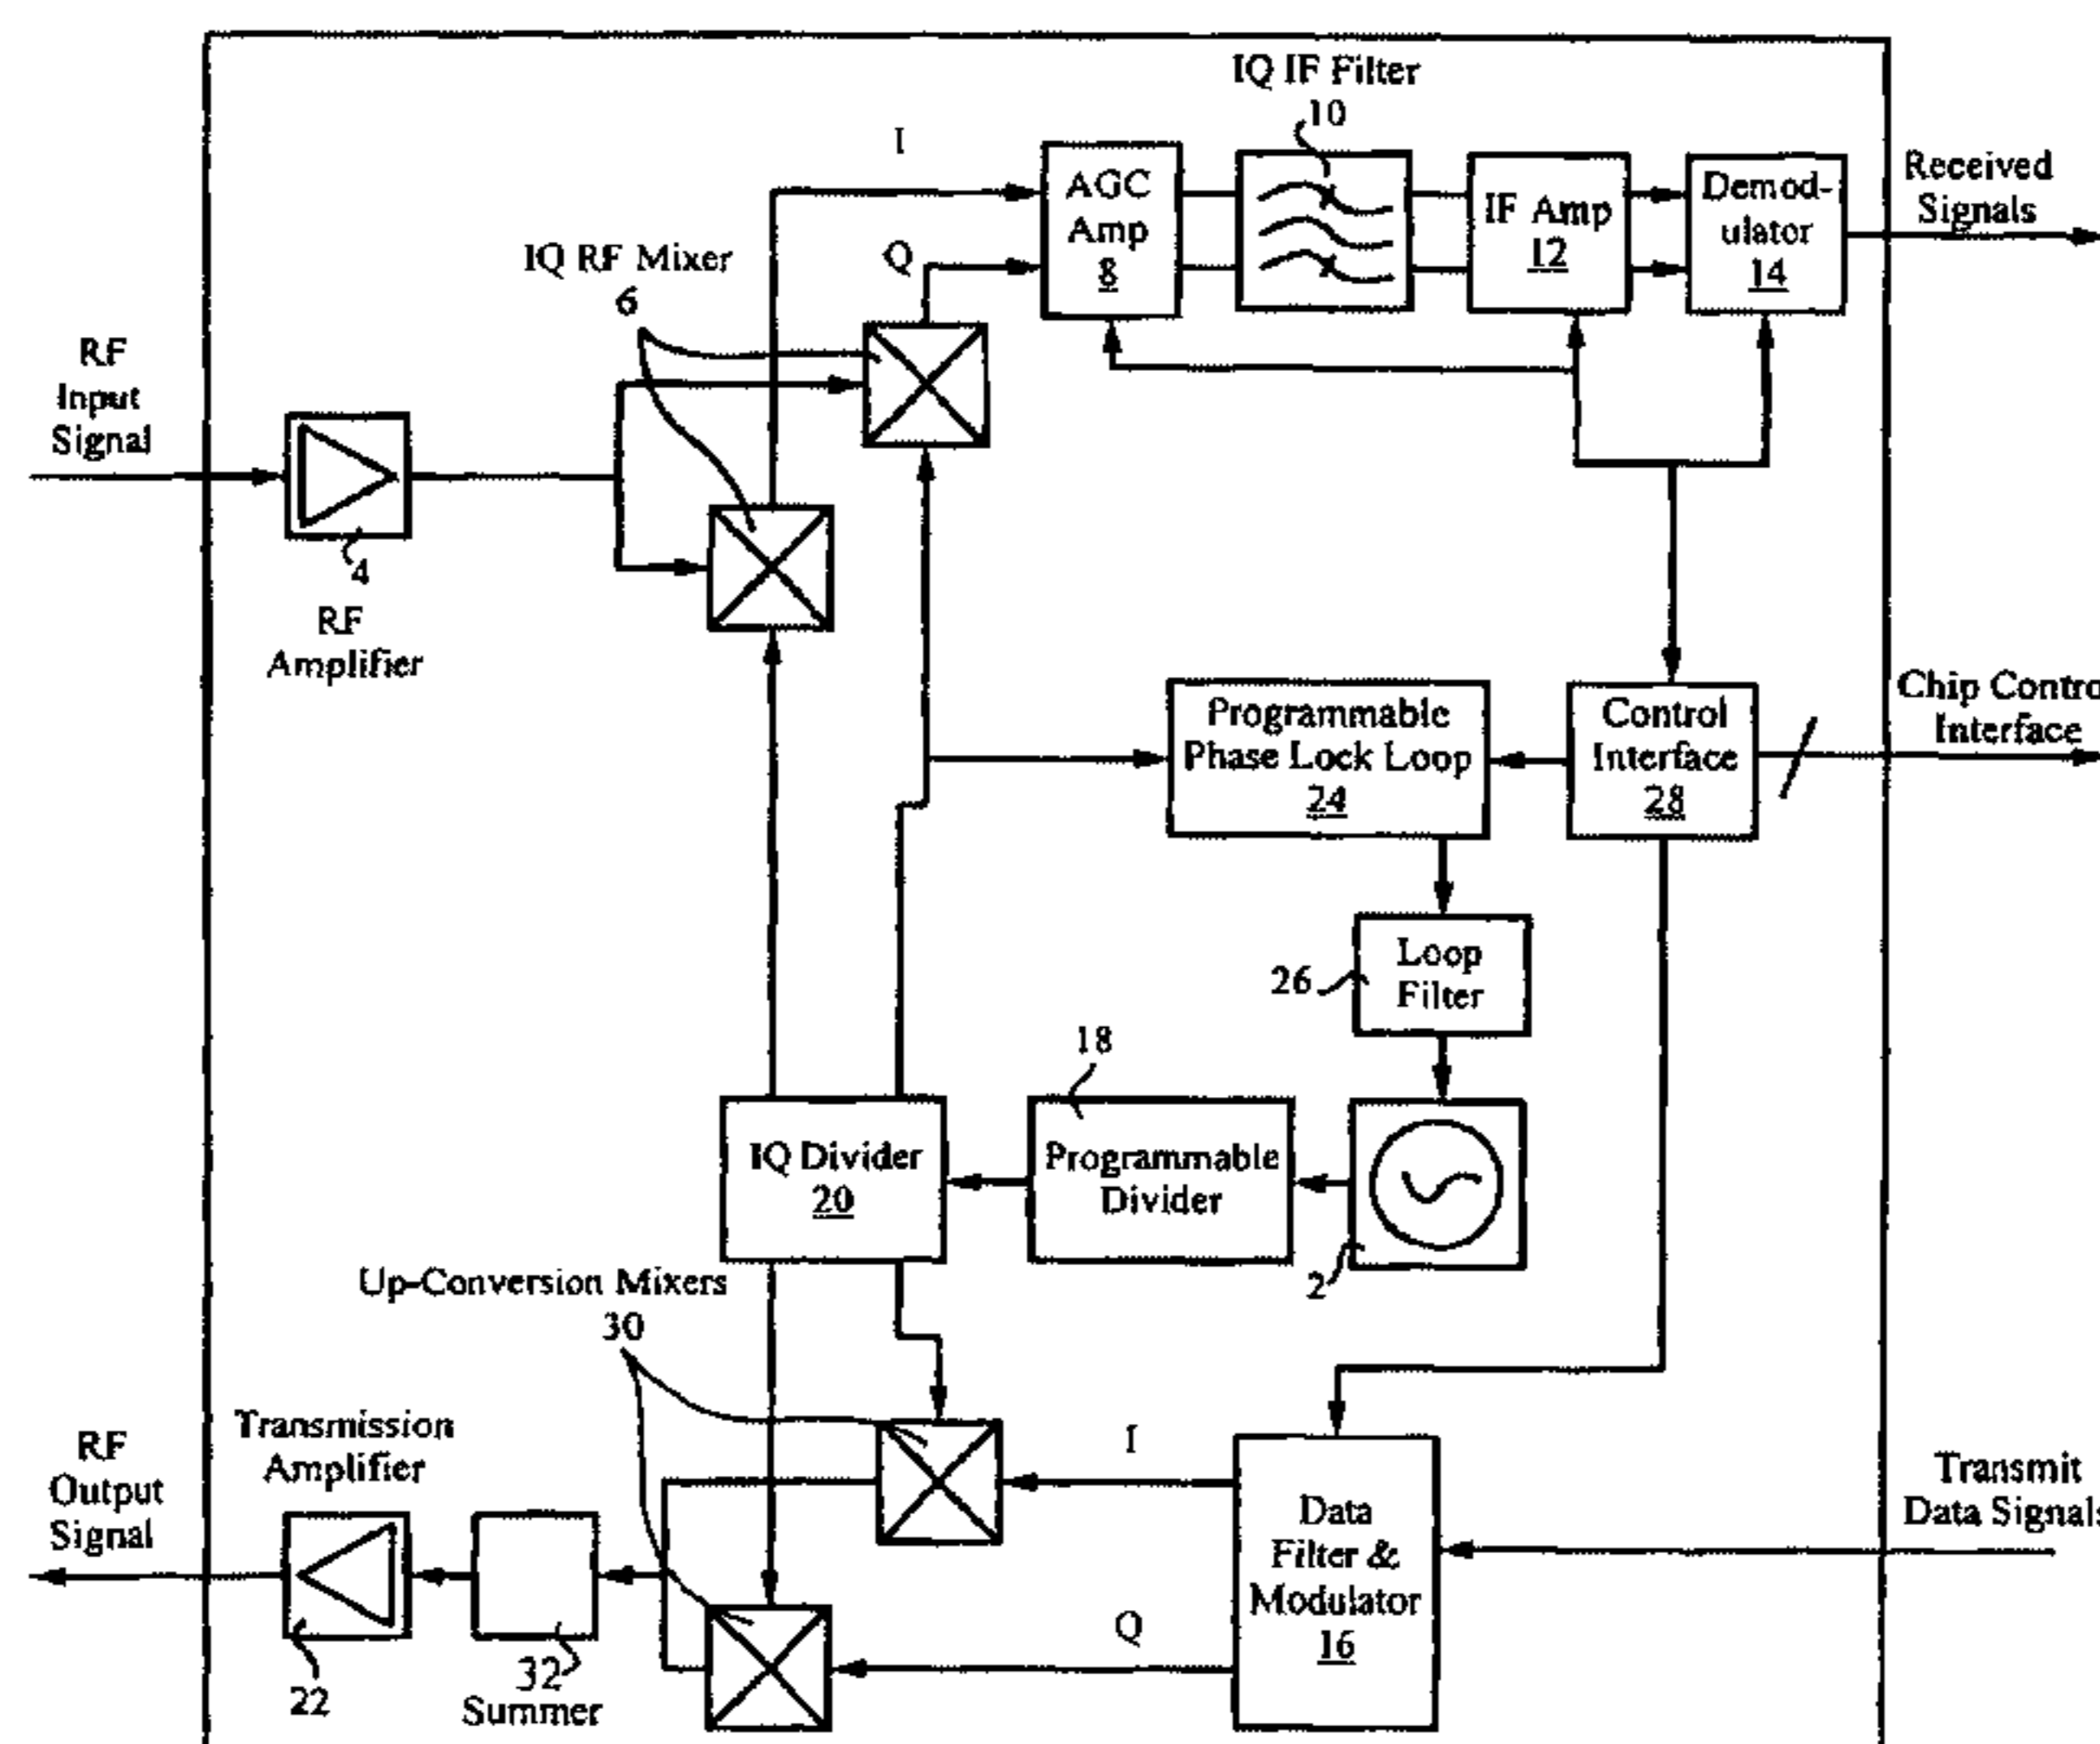 IQ IF Filter
10
I
AGC
Amp
8
IF Amp
12
Demod-
ulator
14
Received
Signals
IQ RF Mixer
6
Q
RF
Input
Signal
4
RF
Amplifier
Programmable
Phase Lock Loop
24
Control
Interface
28
Chip Contro
Interface
Loop
Filter
26
18
IQ Divider
20
Programmable
Divider
2
Up-Conversion Mixers
30
Transmission
Amplifier
RF
Output
Signal
I
Data
Filter &
Modulator
16
Transmit
Data Signals
Q
22
32
Summer